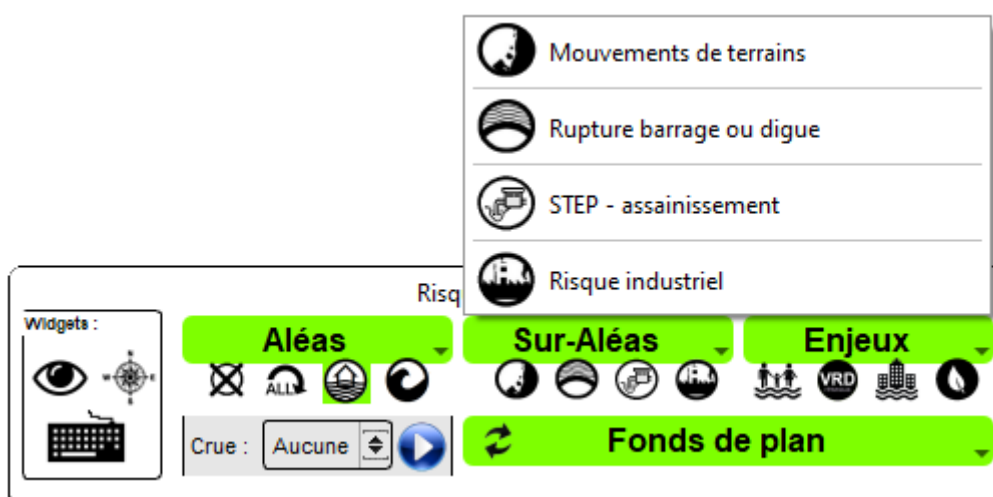 Mouvements de terrains
Rupture barrage ou digue
STEP - assainissement
Risque industriel
Risq
Widgets :
Aléas
Sur-Aléas
Enjeux
ALL
VRD
Crue :
Aucune
Fonds de plan